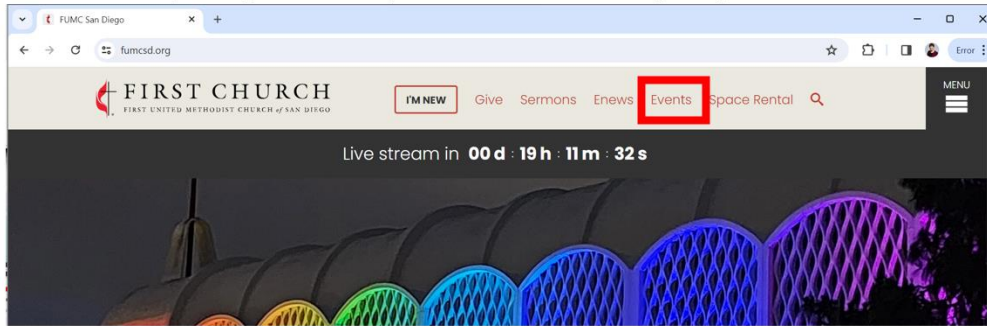 FUMC San Diego
fumcsd.org
Error
FIRST CHURCH
FIRST UNITED METHODIST CHURCH of SAN DIEGO
I'M NEW Give Sermons Enews Events Space Rental
MENU
Live stream in 00 d : 19 h : 11 m : 32 s